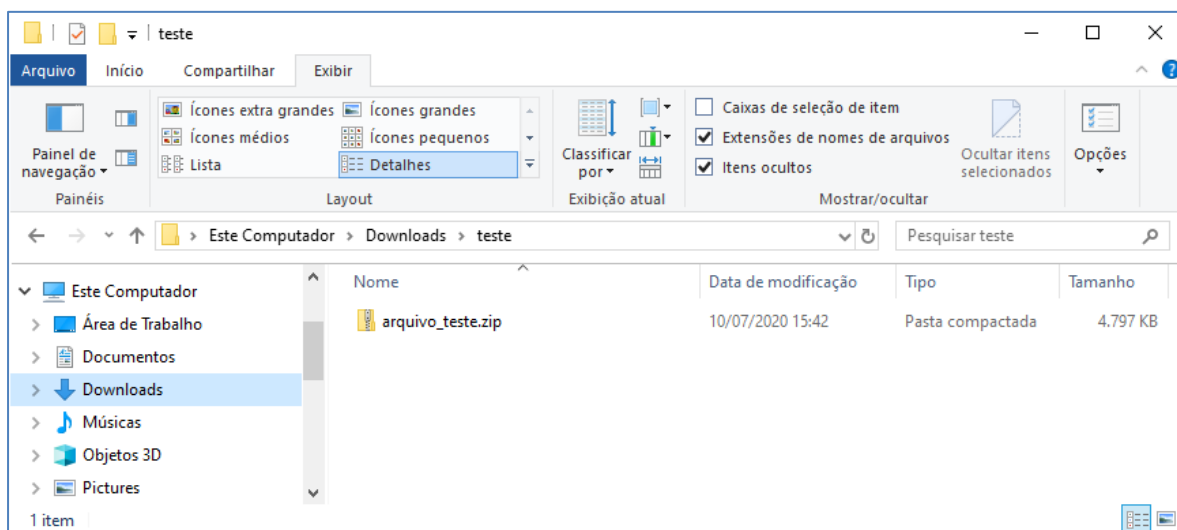 teste
Arquivo Início Compartilhar Exibir
Ícones extra grandes Ícones grandes
Ícones médios Ícones pequenos
Lista Detalhes
Painel de navegação
Classificar por
Caixas de seleção de item
Extensões de nomes de arquivos
Itens ocultos
Ocultar itens selecionados
Opções
Painéis Layout Exibição atual Mostrar/ocultar
Este Computador > Downloads > teste Pesquisar teste
Nome Data de modificação Tipo Tamanho
arquivo_teste.zip 10/07/2020 15:42 Pasta compactada 4.797 KB
Este Computador
Área de Trabalho
Documentos
Downloads
Músicas
Objetos 3D
Pictures
1 item